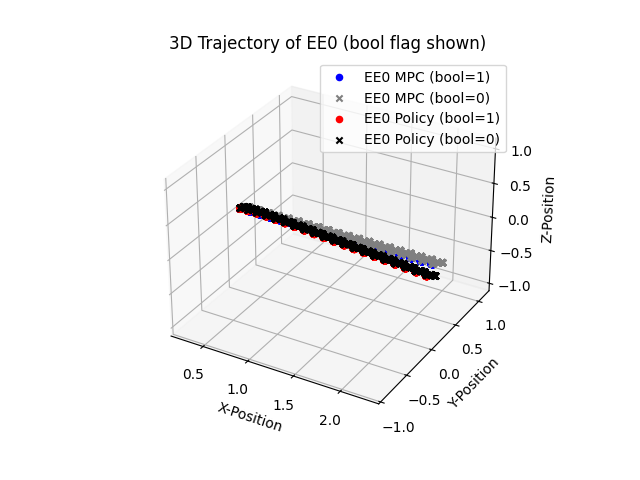 3D Trajectory of EE0 (bool flag shown)
EE0 MPC (bool=1)
EE0 MPC (bool=0)
EE0 Policy (bool=1)
EE0 Policy (bool=0)
1.0
0.5
0.0
−0.5
−1.0
Z-Position
1.0
0.5
0.0
−0.5
−1.0
Y-Position
0.5
1.0
1.5
2.0
X-Position